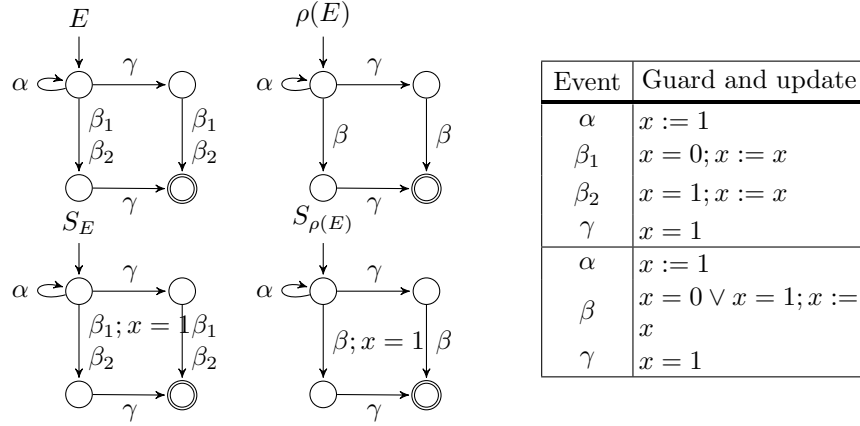 E
γ
α
β₁
β₂
β₁
β₂
γ
ρ(E)
γ
α
β
β
γ
S_E
γ
α
β₁; x = 1 β₁
β₂
β₂
γ
S_ρ(E)
γ
α
β; x = 1
β
γ
Event Guard and update
α x := 1
β₁ x = 0; x := x
β₂ x = 1; x := x
γ x = 1
α x := 1
β x = 0 ∨ x = 1; x :=
x
γ x = 1